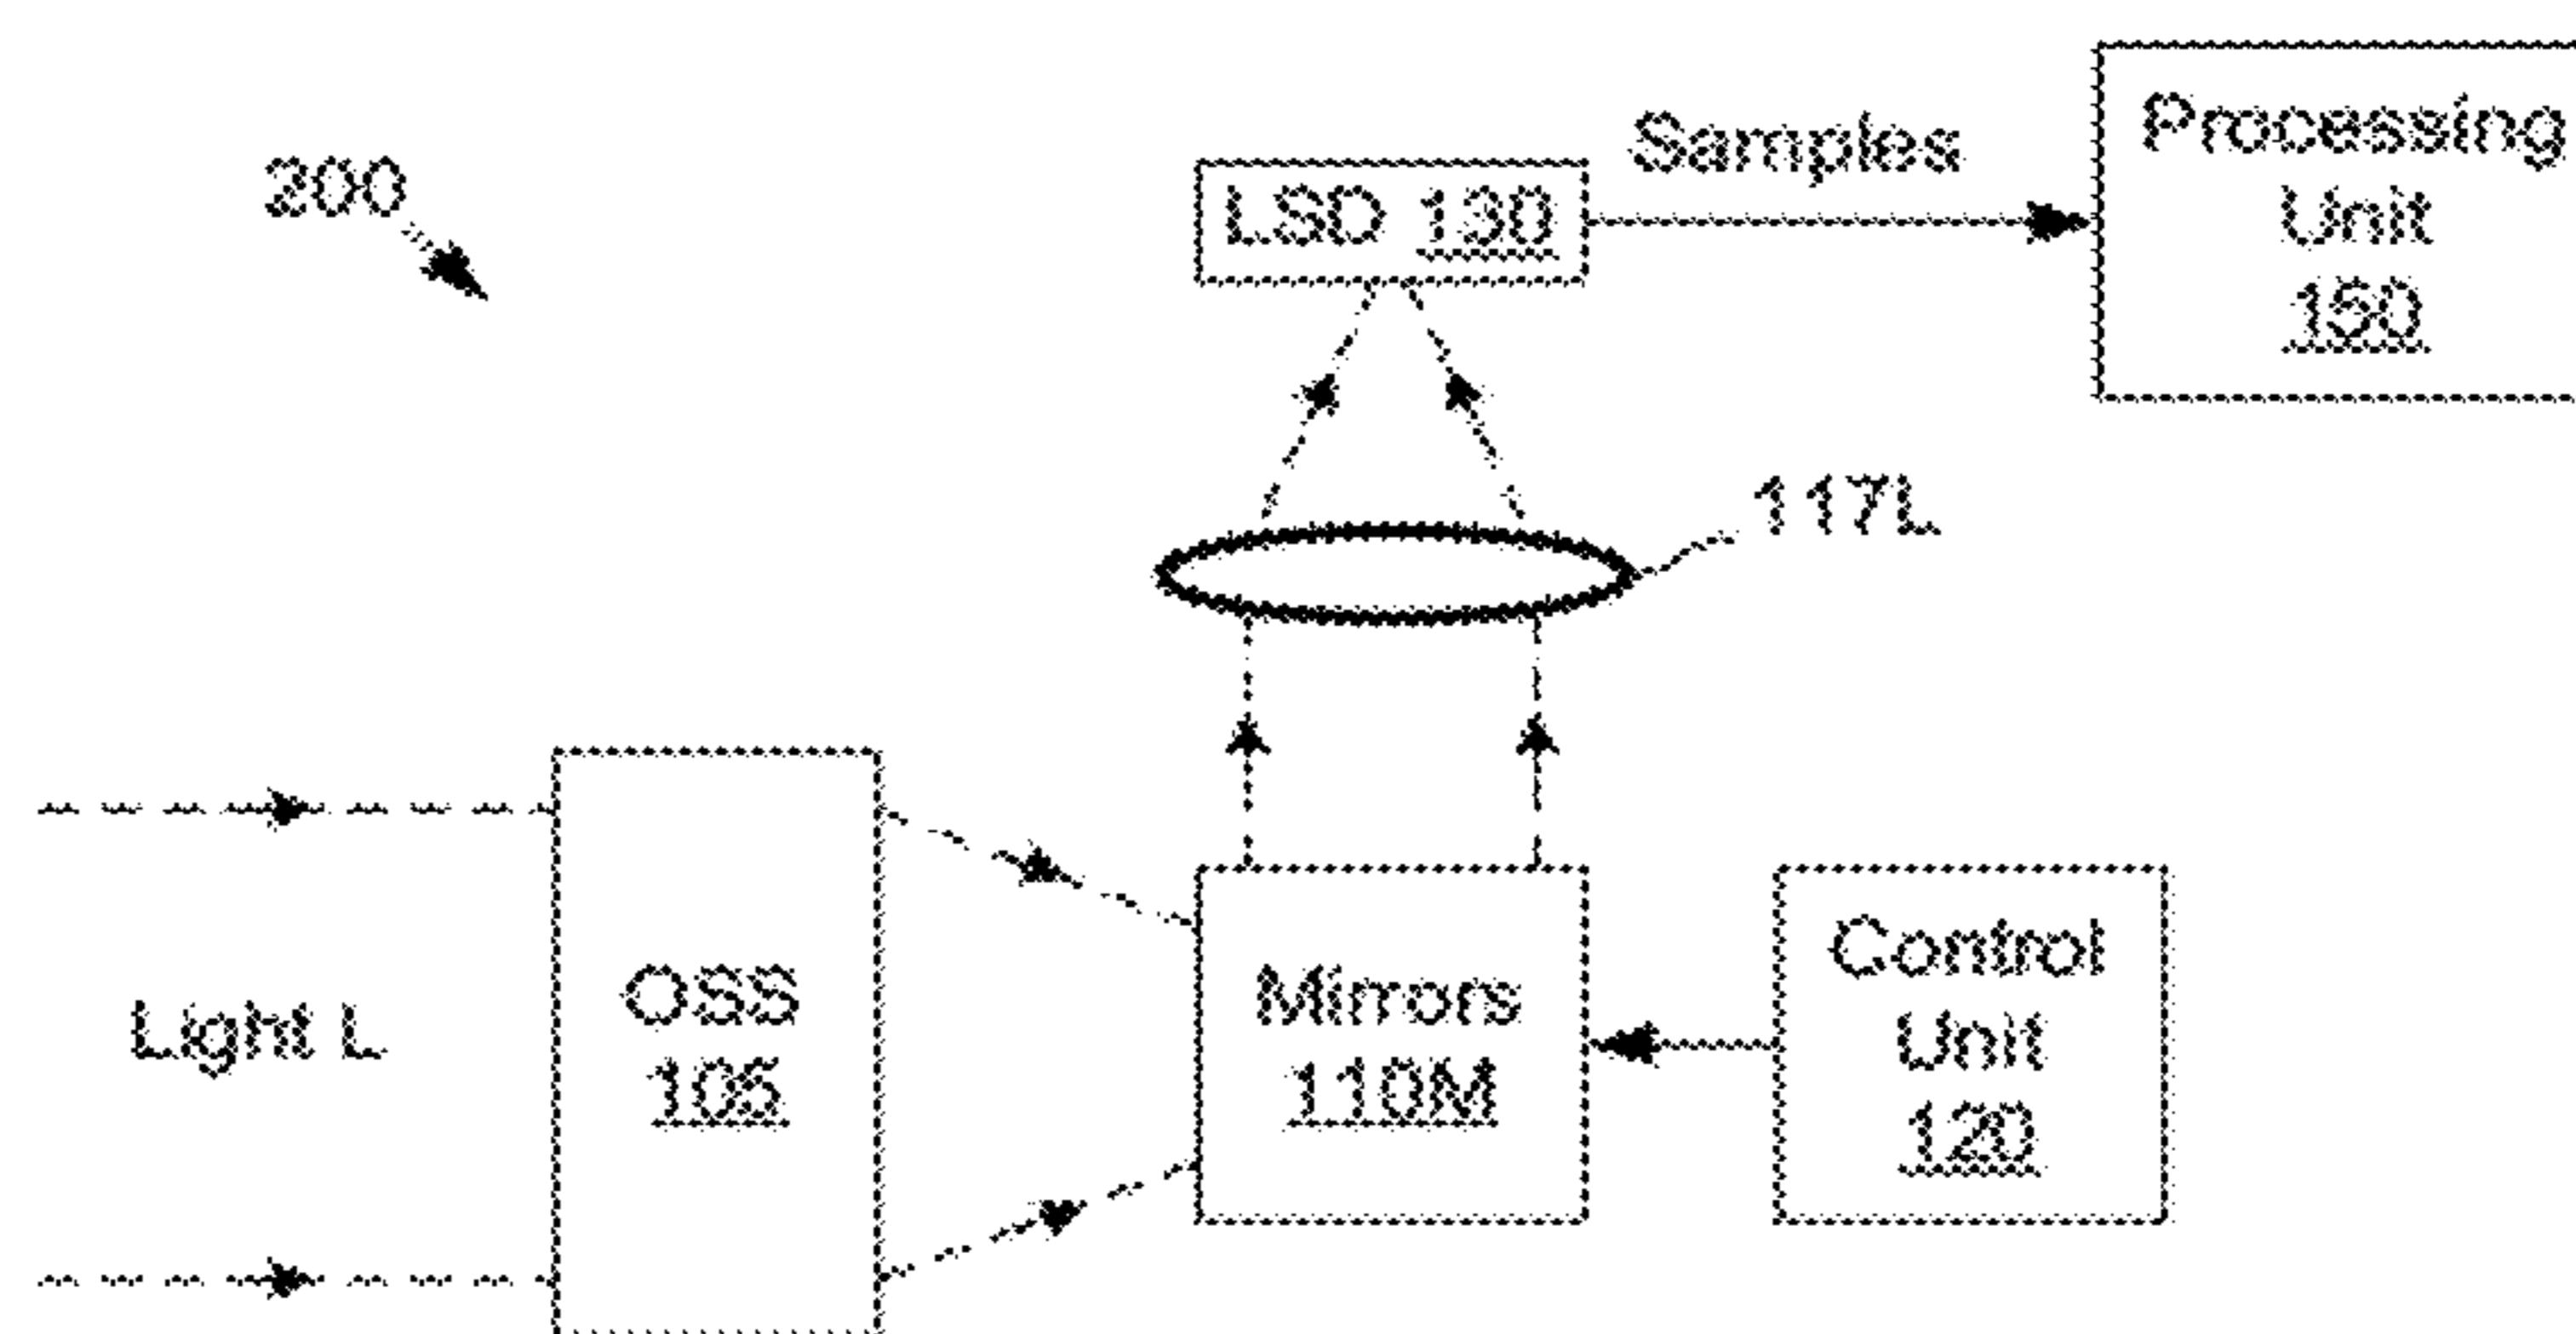 200
LSD 130
Samples
Processing
Unit
150
117L
Light L
OSS
105
Mirrors
110M
Control
Unit
120